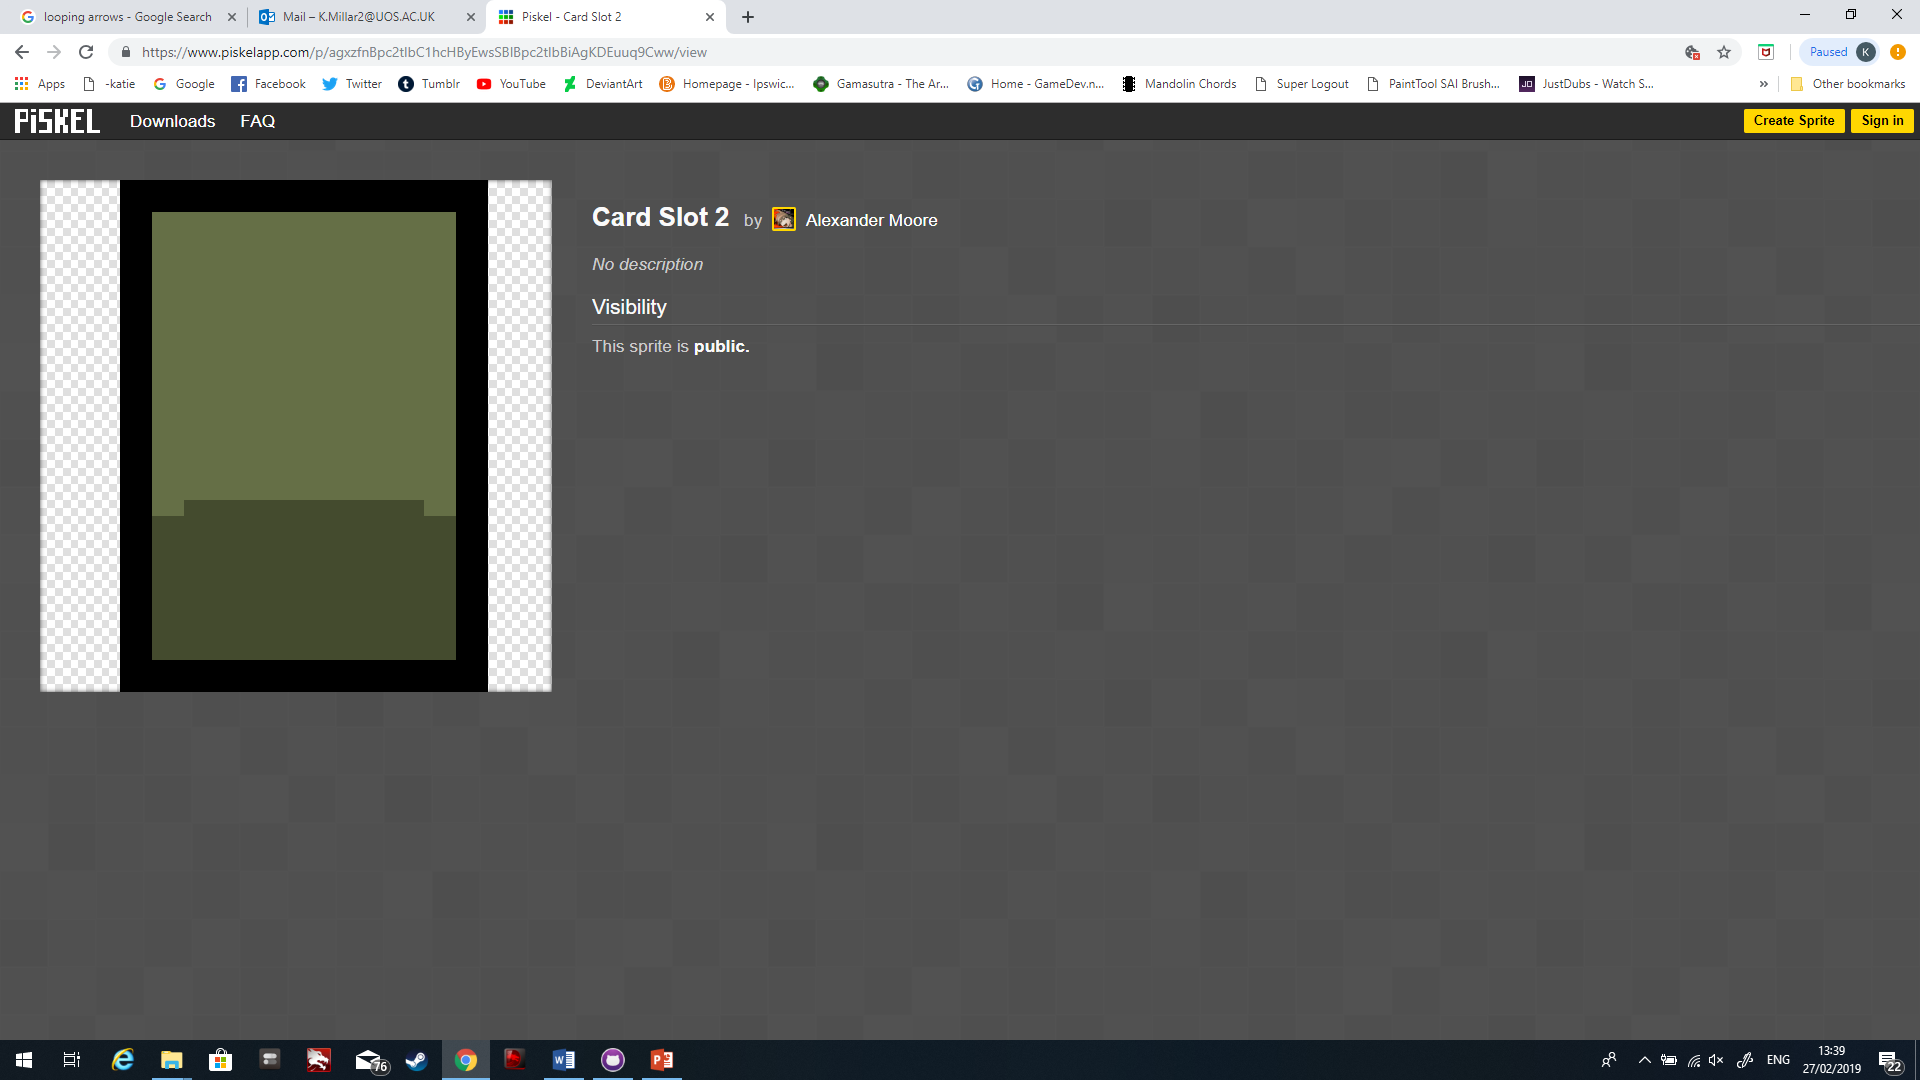 looping arrows - Google Search
Mail – K.Millar2@UOS.AC.UK
Piskel - Card Slot 2
https://www.piskelapp.com/p/agxzfnBpc2tlbC1hcHByEwsSBlBpc2tlbBiAgKDEuuq9Cww/view
Paused K
Apps -katie Google Facebook Twitter Tumblr YouTube DeviantArt Homepage - Ipswic... Gamasutra - The Ar... Home - GameDev.n... Mandolin Chords Super Logout PaintTool SAI Brush... JustDubs - Watch S... » Other bookmarks
PiSKEL Downloads FAQ Create Sprite Sign in
Card Slot 2 by Alexander Moore
No description
Visibility
This sprite is public.
76
ENG
13:39
27/02/2019
22